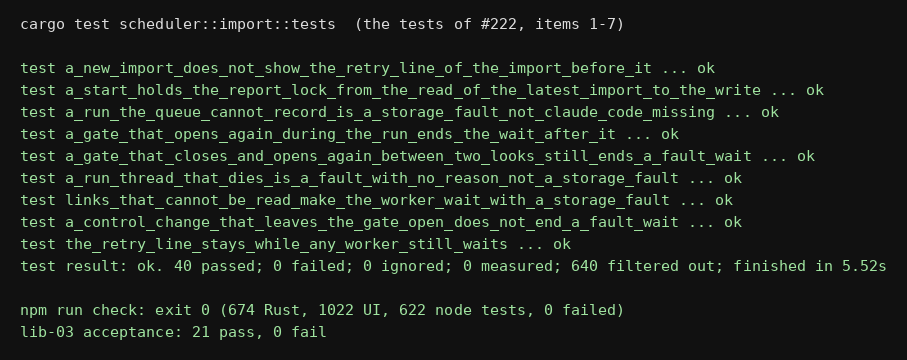 cargo test scheduler::import::tests  (the tests of #222, items 1-7)
test a_new_import_does_not_show_the_retry_line_of_the_import_before_it ... ok
test a_start_holds_the_report_lock_from_the_read_of_the_latest_import_to_the_write ... ok
test a_run_the_queue_cannot_record_is_a_storage_fault_not_claude_code_missing ... ok
test a_gate_that_opens_again_during_the_run_ends_the_wait_after_it ... ok
test a_gate_that_closes_and_opens_again_between_two_looks_still_ends_a_fault_wait ... ok
test a_run_thread_that_dies_is_a_fault_with_no_reason_not_a_storage_fault ... ok
test links_that_cannot_be_read_make_the_worker_wait_with_a_storage_fault ... ok
test a_control_change_that_leaves_the_gate_open_does_not_end_a_fault_wait ... ok
test the_retry_line_stays_while_any_worker_still_waits ... ok
test result: ok. 40 passed; 0 failed; 0 ignored; 0 measured; 640 filtered out; finished in 5.52s
npm run check: exit 0 (674 Rust, 1022 UI, 622 node tests, 0 failed)
lib-03 acceptance: 21 pass, 0 fail